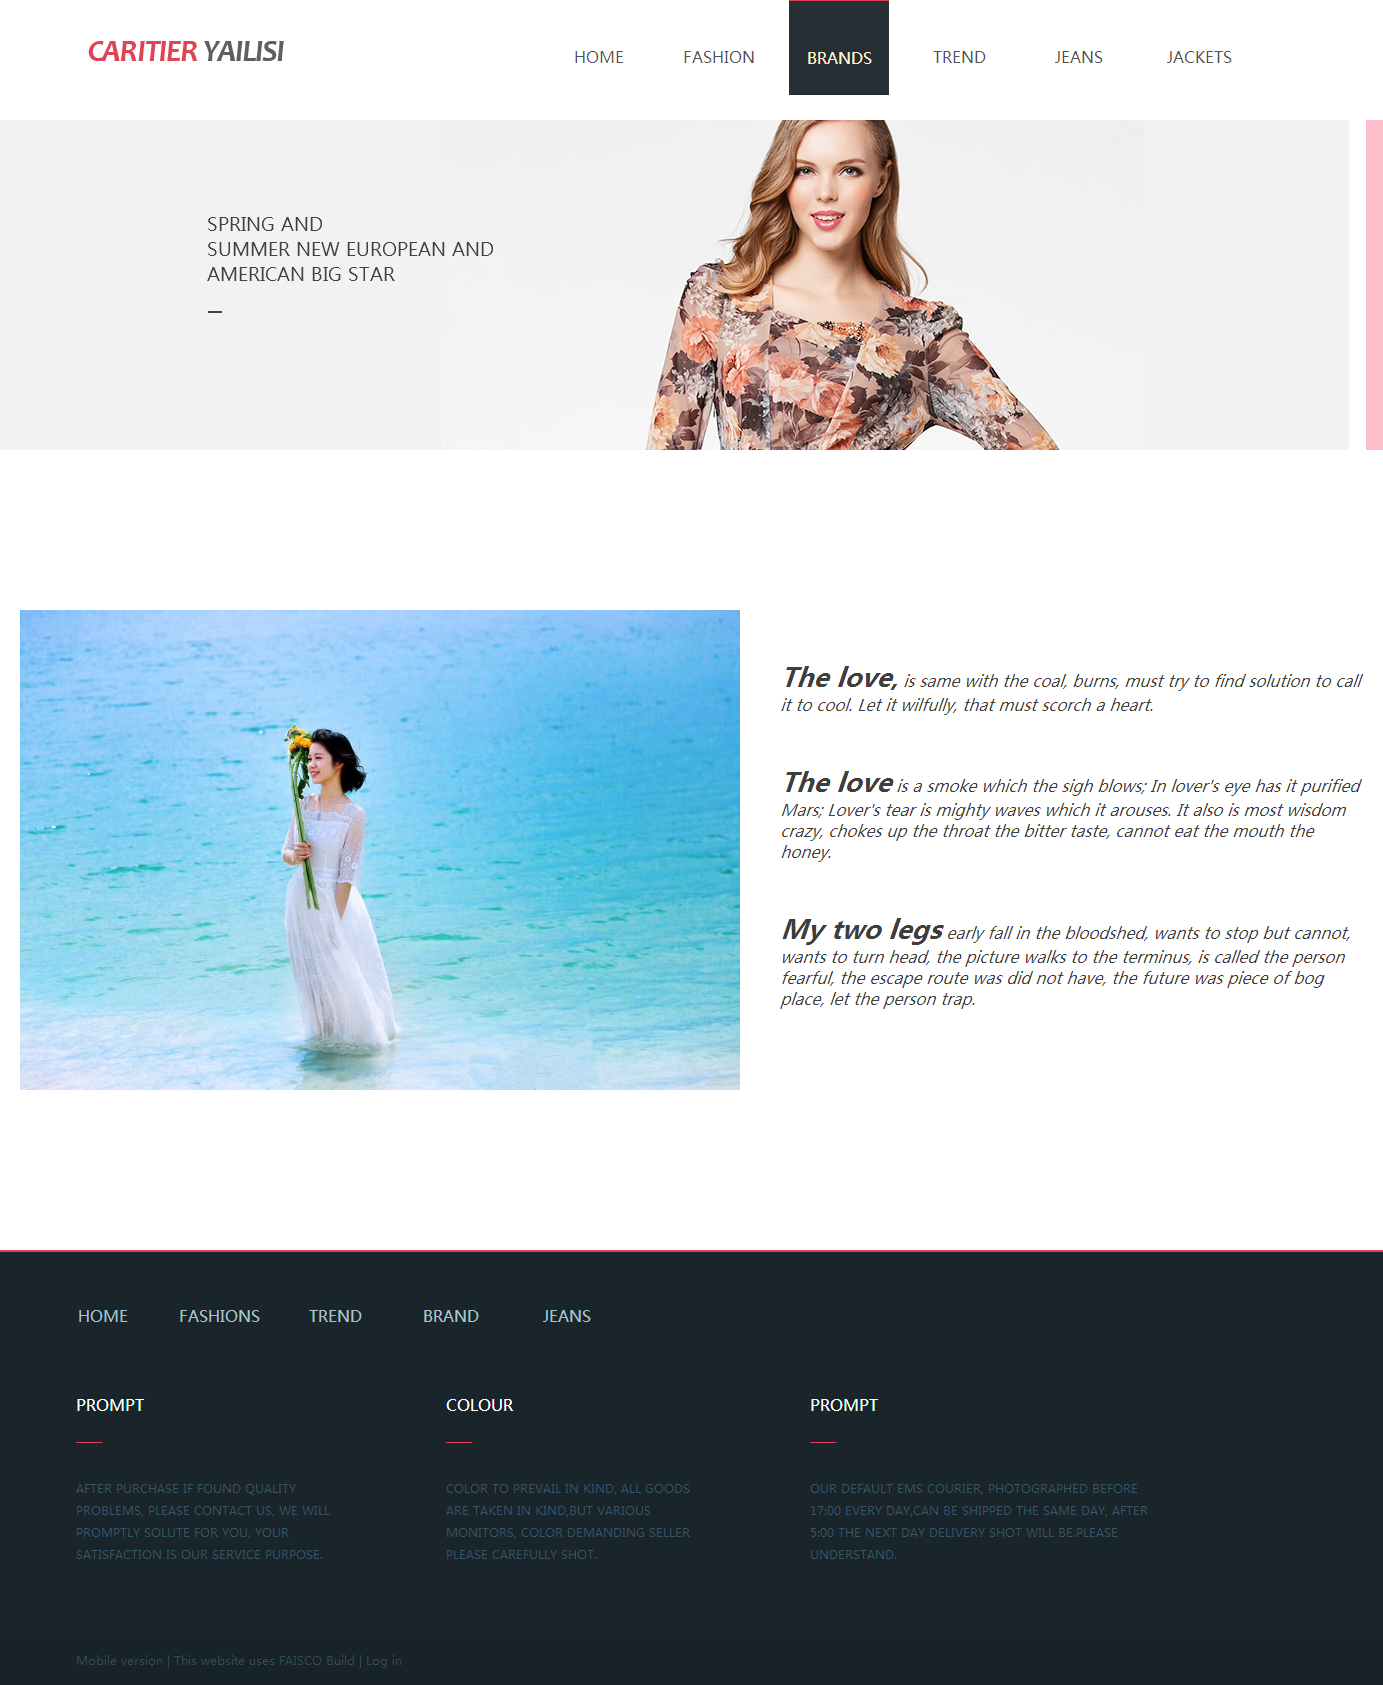 CARITIER YAILISI
HOME FASHION BRANDS TREND JEANS JACKETS
SPRING AND
SUMMER NEW EUROPEAN AND
AMERICAN BIG STAR
The love, is same with the coal, burns, must try to find solution to call
it to cool. Let it wilfully, that must scorch a heart.
The love is a smoke which the sigh blows; In lover's eye has it purified
Mars; Lover's tear is mighty waves which it arouses. It also is most wisdom
crazy, chokes up the throat the bitter taste, cannot eat the mouth the
honey.
My two legs early fall in the bloodshed, wants to stop but cannot,
wants to turn head, the picture walks to the terminus, is called the person
fearful, the escape route was did not have, the future was piece of bog
place, let the person trap.
HOME FASHIONS TREND BRAND JEANS
PROMPT
AFTER PURCHASE IF FOUND QUALITY
PROBLEMS, PLEASE CONTACT US, WE WILL
PROMPTLY SOLUTE FOR YOU, YOUR
SATISFACTION IS OUR SERVICE PURPOSE.
COLOUR
COLOR TO PREVAIL IN KIND, ALL GOODS
ARE TAKEN IN KIND,BUT VARIOUS
MONITORS, COLOR DEMANDING SELLER
PLEASE CAREFULLY SHOT.
PROMPT
OUR DEFAULT EMS COURIER, PHOTOGRAPHED BEFORE
17:00 EVERY DAY,CAN BE SHIPPED THE SAME DAY, AFTER
5:00 THE NEXT DAY DELIVERY SHOT WILL BE.PLEASE
UNDERSTAND.
Mobile version | This website uses FAISCO Build | Log in